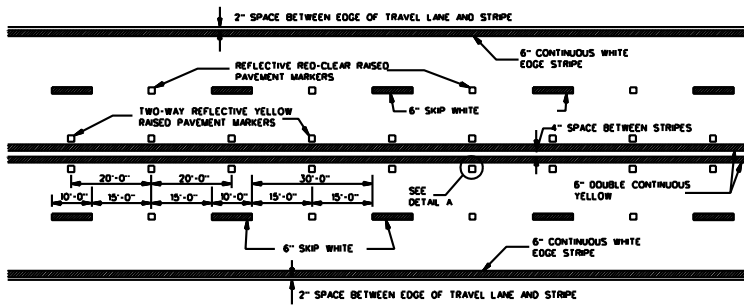 2" SPACE BETWEEN EDGE OF TRAVEL LANE AND STRIPE
6" CONTINUOUS WHITE
EDGE STRIPE
REFLECTIVE RED-CLEAR RAISED
PAVEMENT MARKERS
6" SKIP WHITE
TWO-WAY REFLECTIVE YELLOW
RAISED PAVEMENT MARKERS
4" SPACE BETWEEN STRIPES
20'-0" 20'-0" 30'-0"
10'-0" 15'-0" 15'-0" 10'-0" 15'-0" 15'-0"
SEE
DETAIL A
6" DOUBLE CONTINUOUS
YELLOW
6" SKIP WHITE
6" CONTINUOUS WHITE
EDGE STRIPE
2" SPACE BETWEEN EDGE OF TRAVEL LANE AND STRIPE